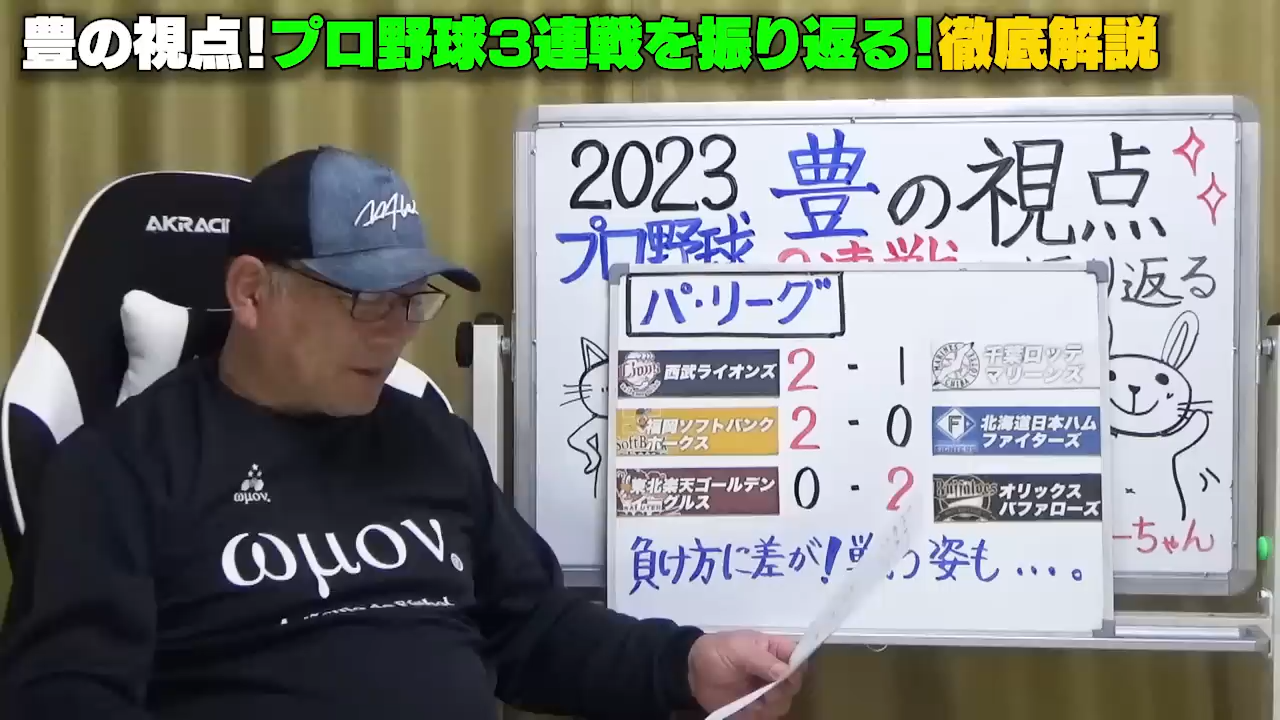 豊の視点!プロ野球3連戦を振り返る!徹底解説
2023 豊の視点
プロ野球
返る
パ・リーグ
西武ライオンズ 2 - 1 千葉ロッテマリーンズ
福岡ソフトバンクホークス 2 - 0 北海道日本ハムファイターズ
東北楽天ゴールデンイーグルス 0 - 2 オリックスバファローズ
負け方に差が!戦う姿も・・・。
ーちゃん
AKRACI
ωμον.
ωμον.